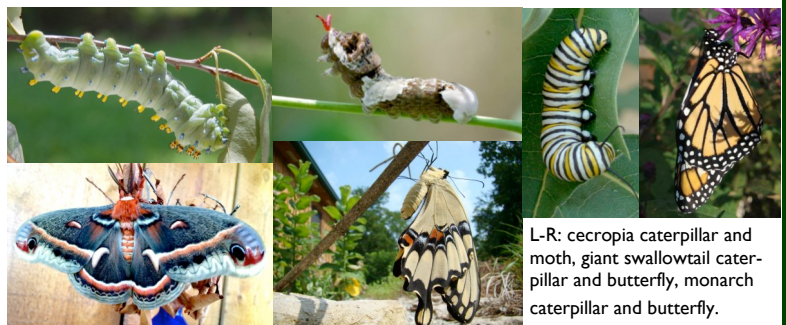 L-R: cecropia caterpillar and
moth, giant swallowtail cater-
pillar and butterfly, monarch
caterpillar and butterfly.